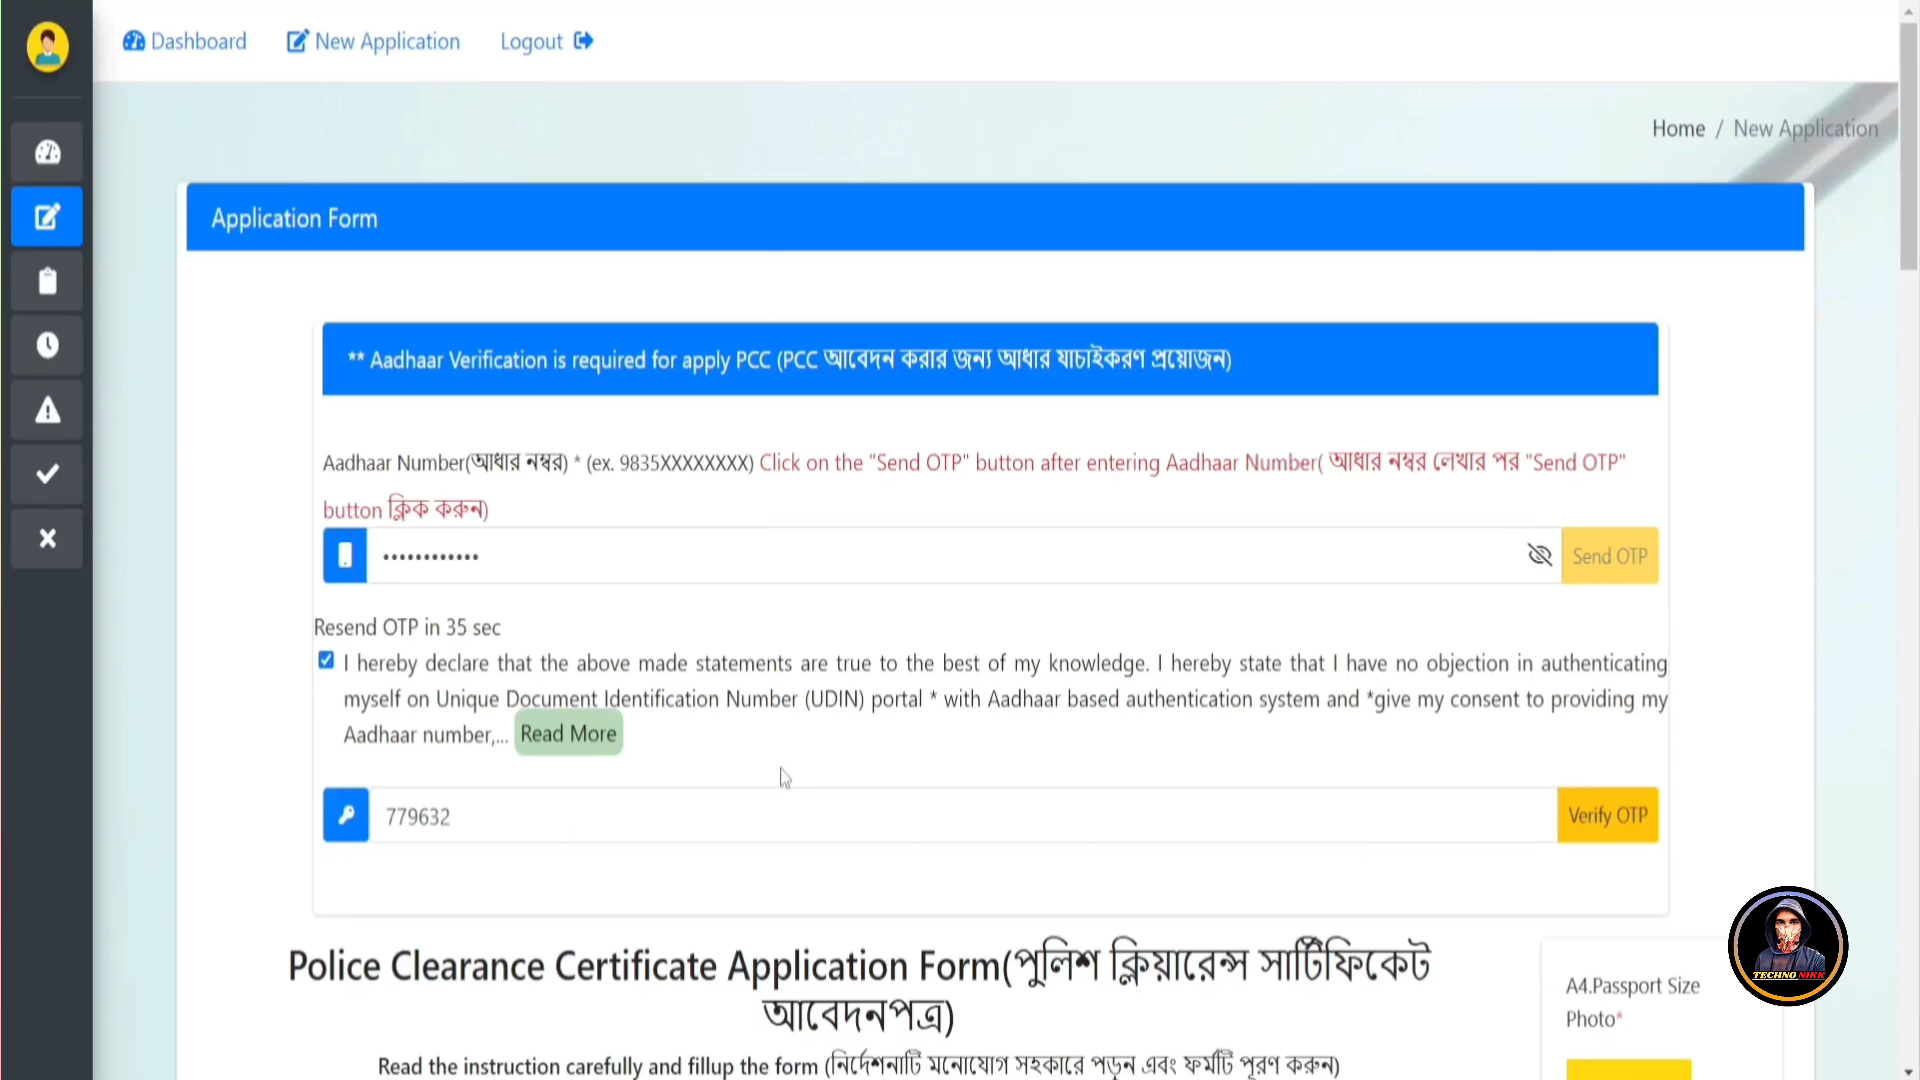 Dashboard
New Application
Logout
Home / New Application
Application Form
** Aadhaar Verification is required for apply PCC (PCC আবেদন করার জন্য আধার যাচাইকরণ প্রয়োজন)
Aadhaar Number(আধার নম্বর) * (ex. 9835XXXXXXXX) Click on the "Send OTP" button after entering Aadhaar Number( আধার নম্বর লেখার পর "Send OTP"
button ক্লিক করুন)
••••••••••••
Send OTP
Resend OTP in 35 sec
I hereby declare that the above made statements are true to the best of my knowledge. I hereby state that I have no objection in authenticating
myself on Unique Document Identification Number (UDIN) portal * with Aadhaar based authentication system and *give my consent to providing my
Aadhaar number,... Read More
779632
Verify OTP
Police Clearance Certificate Application Form(পুলিশ ক্লিয়ারেন্স সার্টিফিকেট
আবেদনপত্র)
A4.Passport Size
Photo*
TECHNO NIKK
Read the instruction carefully and fillup the form (নির্দেশনাটি মনোযোগ সহকারে পড়ুন এবং ফর্মটি পূরণ করুন)